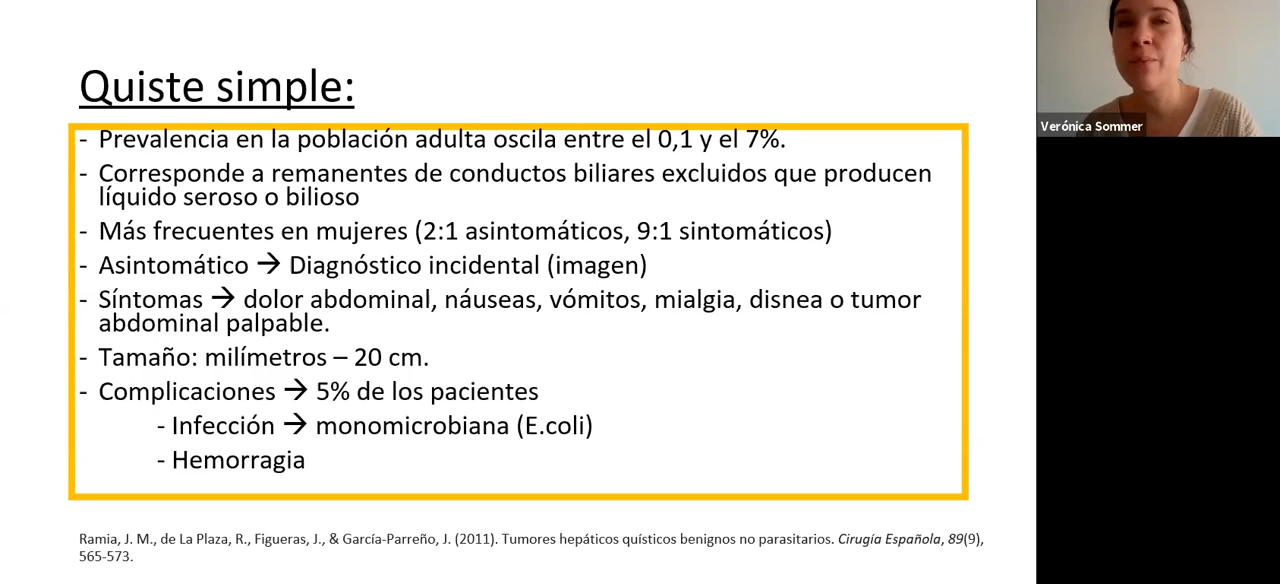 Quiste simple:
- Prevalencia en la población adulta oscila entre el 0,1 y el 7%.
- Corresponde a remanentes de conductos biliares excluidos que producen
líquido seroso o bilioso
- Más frecuentes en mujeres (2:1 asintomáticos, 9:1 sintomáticos)
- Asintomático → Diagnóstico incidental (imagen)
- Síntomas → dolor abdominal, náuseas, vómitos, mialgia, disnea o tumor
abdominal palpable.
- Tamaño: milímetros – 20 cm.
- Complicaciones → 5% de los pacientes
- Infección → monomicrobiana (E.coli)
- Hemorragia
Ramia, J. M., de La Plaza, R., Figueras, J., & García-Parreño, J. (2011). Tumores hepáticos quísticos benignos no parasitarios. Cirugía Española, 89(9),
565-573.
Verónica Sommer